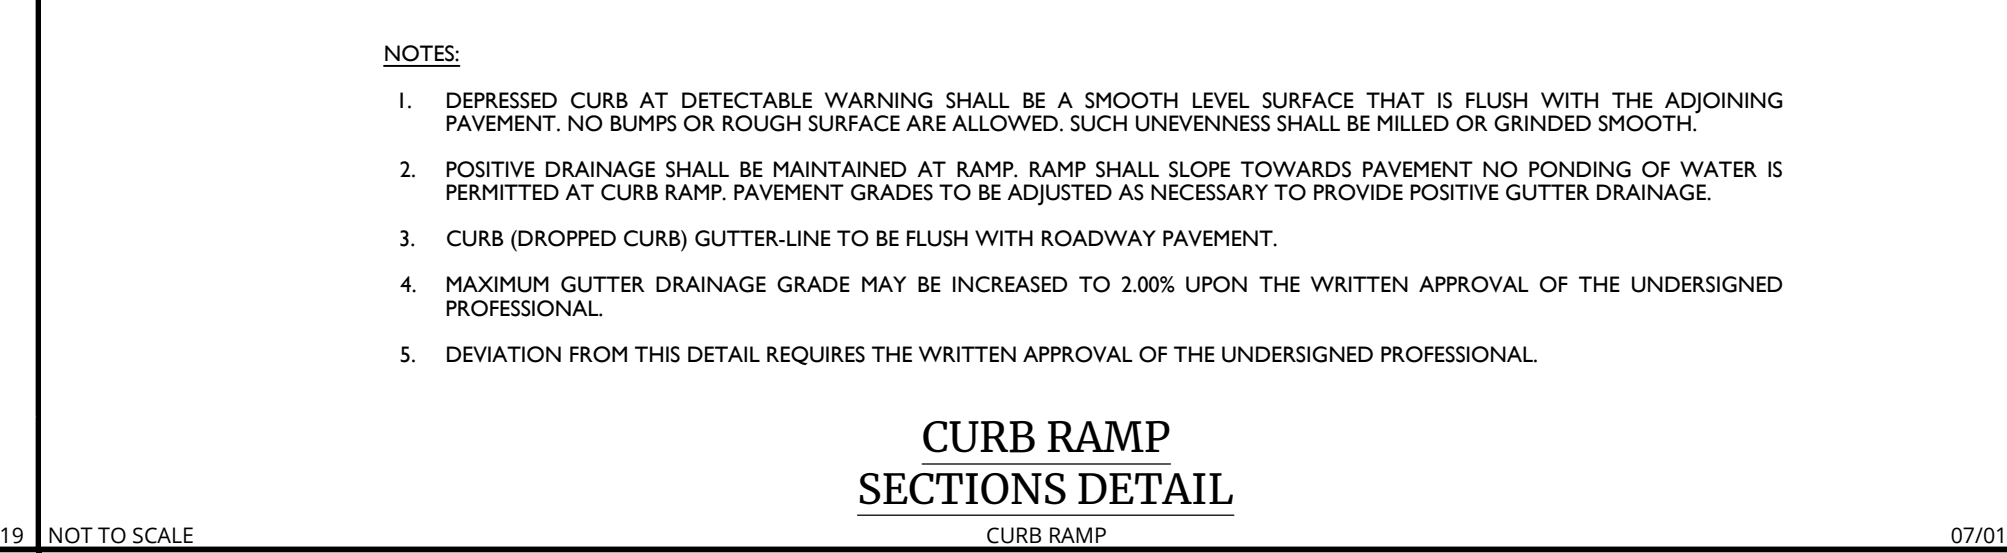 NOTES:
1. DEPRESSED CURB AT DETECTABLE WARNING SHALL BE A SMOOTH LEVEL SURFACE THAT IS FLUSH WITH THE ADJOINING
PAVEMENT. NO BUMPS OR ROUGH SURFACE ARE ALLOWED. SUCH UNEVENNESS SHALL BE MILLED OR GRINDED SMOOTH.
2. POSITIVE DRAINAGE SHALL BE MAINTAINED AT RAMP. RAMP SHALL SLOPE TOWARDS PAVEMENT NO PONDING OF WATER IS
PERMITTED AT CURB RAMP. PAVEMENT GRADES TO BE ADJUSTED AS NECESSARY TO PROVIDE POSITIVE GUTTER DRAINAGE.
3. CURB (DROPPED CURB) GUTTER-LINE TO BE FLUSH WITH ROADWAY PAVEMENT.
4. MAXIMUM GUTTER DRAINAGE GRADE MAY BE INCREASED TO 2.00% UPON THE WRITTEN APPROVAL OF THE UNDERSIGNED
PROFESSIONAL.
5. DEVIATION FROM THIS DETAIL REQUIRES THE WRITTEN APPROVAL OF THE UNDERSIGNED PROFESSIONAL.
CURB RAMP
SECTIONS DETAIL
19 NOT TO SCALE CURB RAMP 07/01